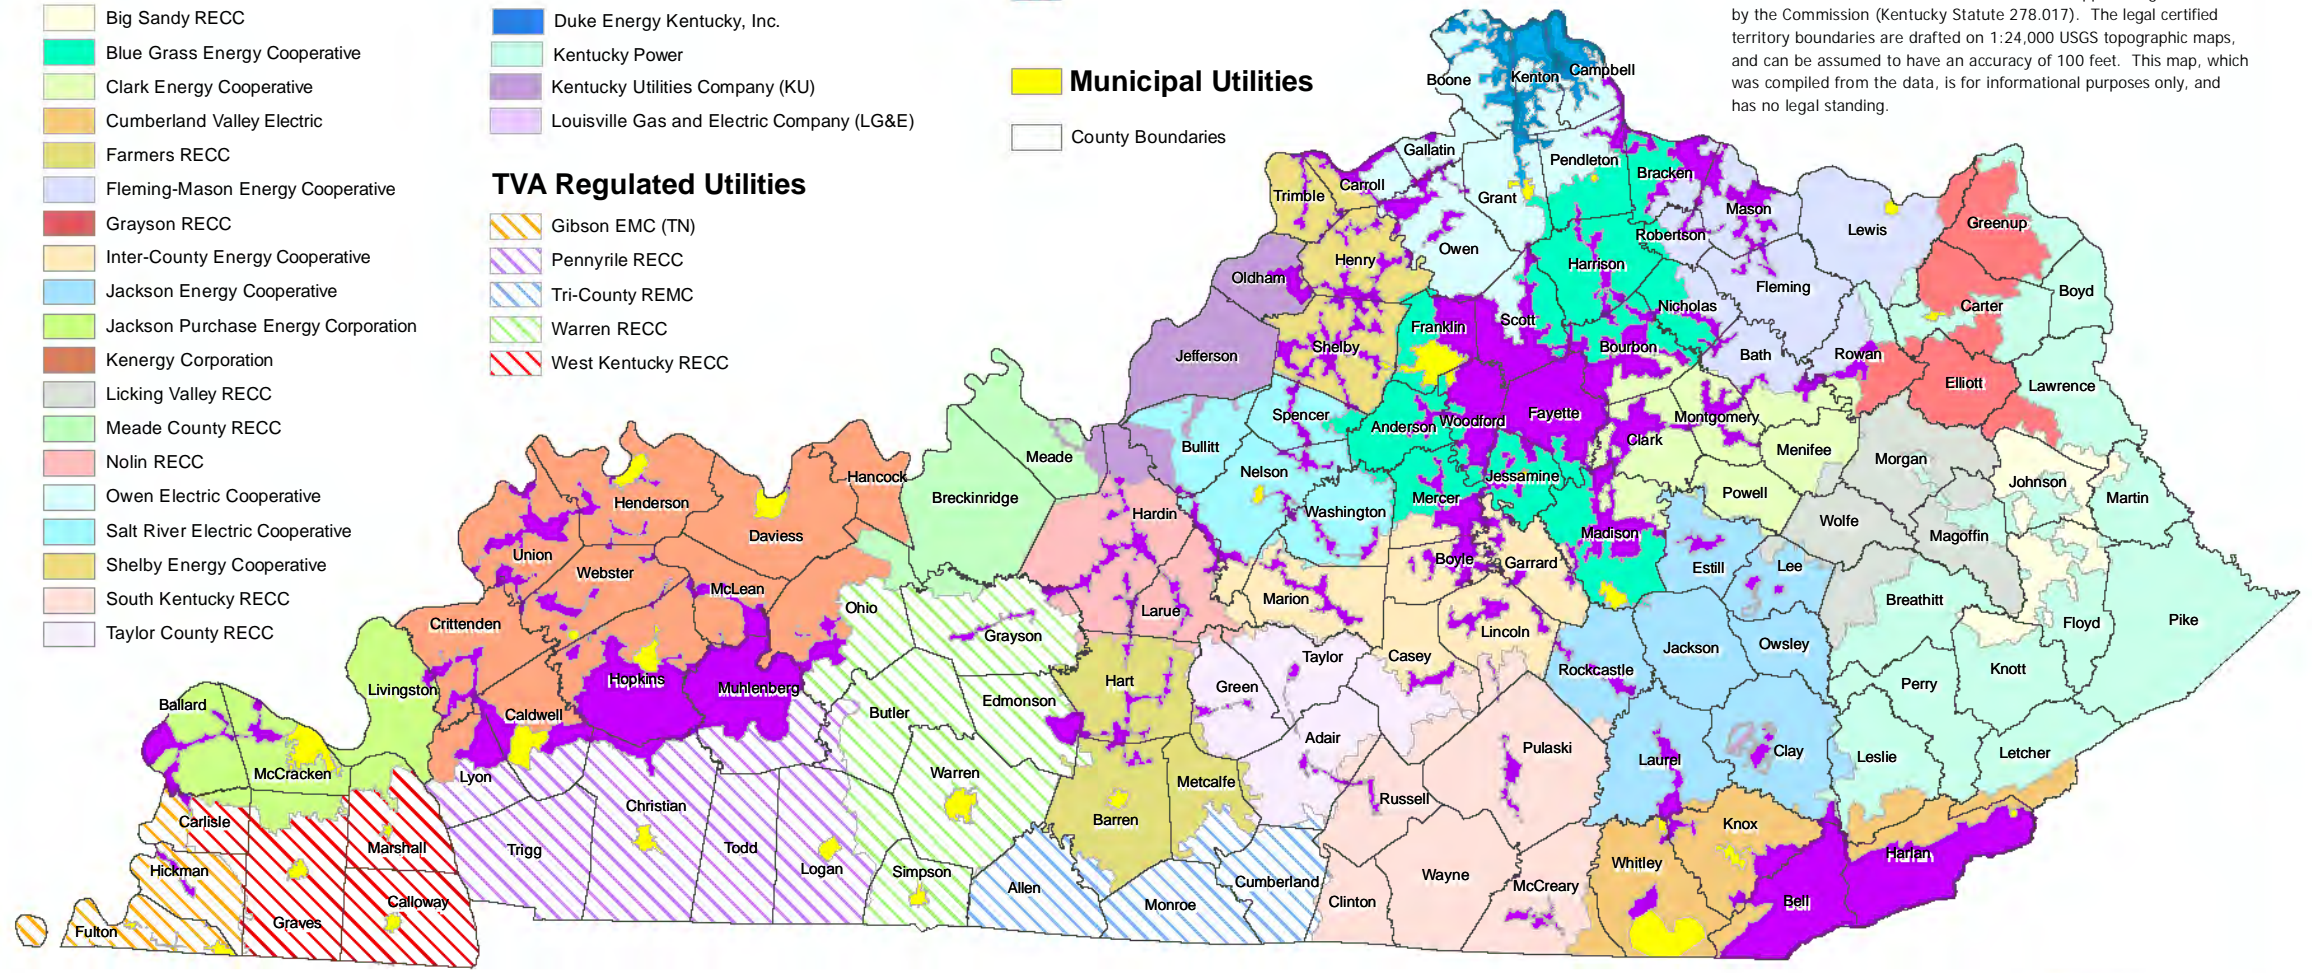 Big Sandy RECC
Blue Grass Energy Cooperative
Clark Energy Cooperative
Cumberland Valley Electric
Farmers RECC
Fleming-Mason Energy Cooperative
Grayson RECC
Inter-County Energy Cooperative
Jackson Energy Cooperative
Jackson Purchase Energy Corporation
Kenergy Corporation
Licking Valley RECC
Meade County RECC
Nolin RECC
Owen Electric Cooperative
Salt River Electric Cooperative
Shelby Energy Cooperative
South Kentucky RECC
Taylor County RECC
Duke Energy Kentucky, Inc.
Kentucky Power
Kentucky Utilities Company (KU)
Louisville Gas and Electric Company (LG&E)
TVA Regulated Utilities
Gibson EMC (TN)
Pennyrile RECC
Tri-County REMC
Warren RECC
West Kentucky RECC
Municipal Utilities
County Boundaries
by the Commission (Kentucky Statute 278.017). The legal certified
territory boundaries are drafted on 1:24,000 USGS topographic maps,
and can be assumed to have an accuracy of 100 feet. This map, which
was compiled from the data, is for informational purposes only, and
has no legal standing.
Boone
Kenton
Campbell
Gallatin
Pendleton
Bracken
Carroll
Trimble
Grant
Mason
Lewis
Greenup
Robertson
Owen
Henry
Harrison
Oldham
Fleming
Boyd
Nicholas
Carter
Scott
Franklin
Shelby
Bourbon
Jefferson
Bath
Rowan
Elliott
Lawrence
Spencer
Fayette
Montgomery
Woodford
Anderson
Clark
Bullitt
Menifee
Meade
Morgan
Nelson
Hancock
Jessamine
Johnson
Powell
Breckinridge
Mercer
Martin
Henderson
Washington
Hardin
Wolfe
Madison
Magoffin
Daviess
Union
Boyle
Garrard
Estill
Lee
Webster
McLean
Marion
Breathitt
Ohio
Larue
Crittenden
Floyd
Pike
Lincoln
Grayson
Owsley
Jackson
Taylor
Casey
Rockcastle
Knott
Hopkins
Hart
Perry
Muhlenberg
Green
Livingston
Edmonson
Ballard
Butler
Caldwell
Adair
Pulaski
Clay
Letcher
Leslie
Laurel
McCracken
Warren
Lyon
Metcalfe
Russell
Christian
Barren
Carlisle
Knox
Marshall
Trigg
Todd
Harlan
Whitley
Logan
Hickman
Simpson
Wayne
Cumberland
McCreary
Allen
Calloway
Clinton
Bell
Monroe
Graves
Fulton